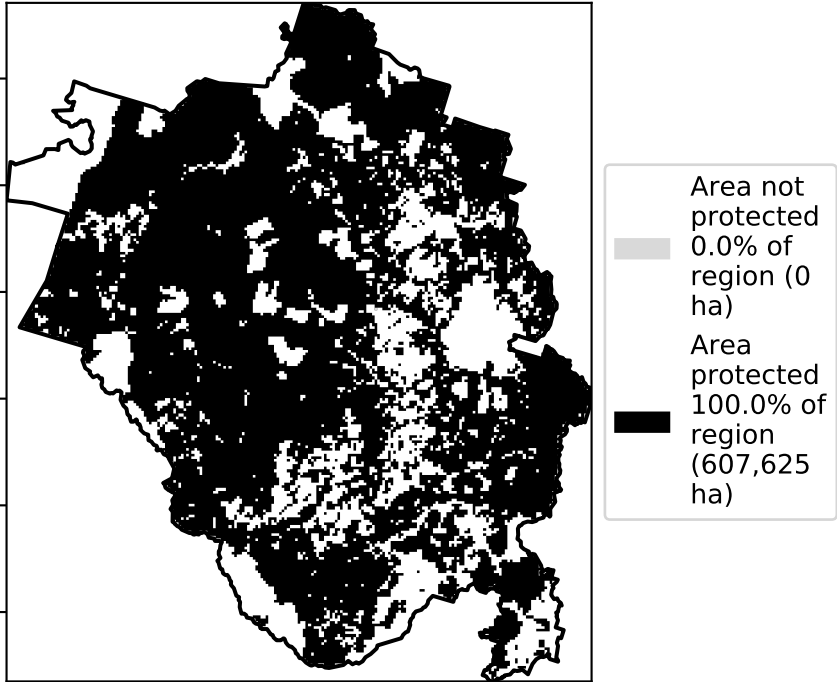 Area not
protected
0.0% of
region (0
ha)
Area
protected
100.0% of
region
(607,625
ha)